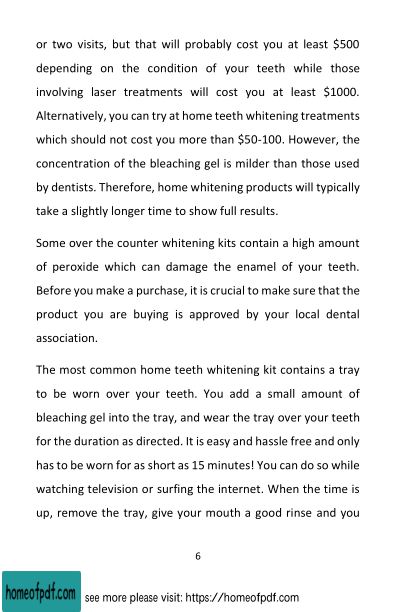 or two visits, but that will probably cost you at least $500
depending on the condition of your teeth while those
involving laser treatments will cost you at least $1000.
Alternatively, you can try at home teeth whitening treatments
which should not cost you more than $50-100. However, the
concentration of the bleaching gel is milder than those used
by dentists. Therefore, home whitening products will typically
take a slightly longer time to show full results.
Some over the counter whitening kits contain a high amount
of peroxide which can damage the enamel of your teeth.
Before you make a purchase, it is crucial to make sure that the
product you are buying is approved by your local dental
association.
The most common home teeth whitening kit contains a tray
to be worn over your teeth. You add a small amount of
bleaching gel into the tray, and wear the tray over your teeth
for the duration as directed. It is easy and hassle free and only
has to be worn for as short as 15 minutes! You can do so while
watching television or surfing the internet. When the time is
up, remove the tray, give your mouth a good rinse and you
6
homeofpdf.com see more please visit: https://homeofpdf.com